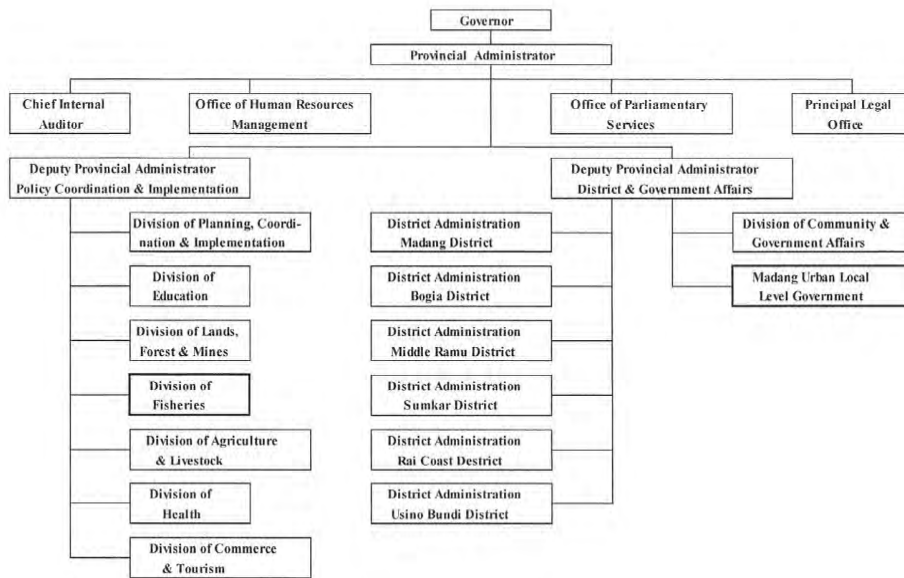 Governor
Provincial Administrator
Chief Internal
Auditor
Office of Human Resources
Management
Office of Parliamentary
Services
Principal Legal
Office
Deputy Provincial Administrator
Policy Coordination & Implementation
Deputy Provincial Administrator
District & Government Affairs
Division of Planning, Coordi-
nation & Implementation
Division of
Education
Division of Lands,
Forest & Mines
Division of
Fisheries
Division of Agriculture
& Livestock
Division of
Health
Division of Commerce
& Tourism
District Administration
Madang District
District Administration
Bogia District
District Administration
Middle Ramu District
District Administration
Sumkar District
District Administration
Rai Coast Destrict
District Administration
Usino Bundi District
Division of Community &
Government Affairs
Madang Urban Local
Level Government